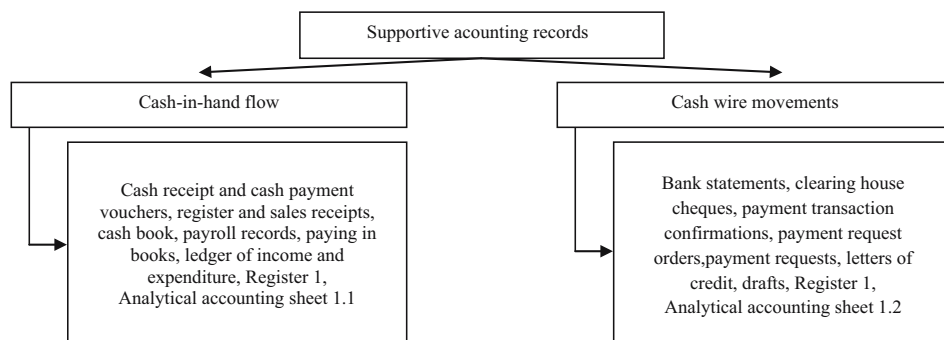 Supportive acounting records
Cash-in-hand flow
Cash receipt and cash payment
vouchers, register and sales receipts,
cash book, payroll records, paying in
books, ledger of income and
expenditure, Register 1,
Analytical accounting sheet 1.1
Cash wire movements
Bank statements, clearing house
cheques, payment transaction
confirmations, payment request
orders,payment requests, letters of
credit, drafts, Register 1,
Analytical accounting sheet 1.2